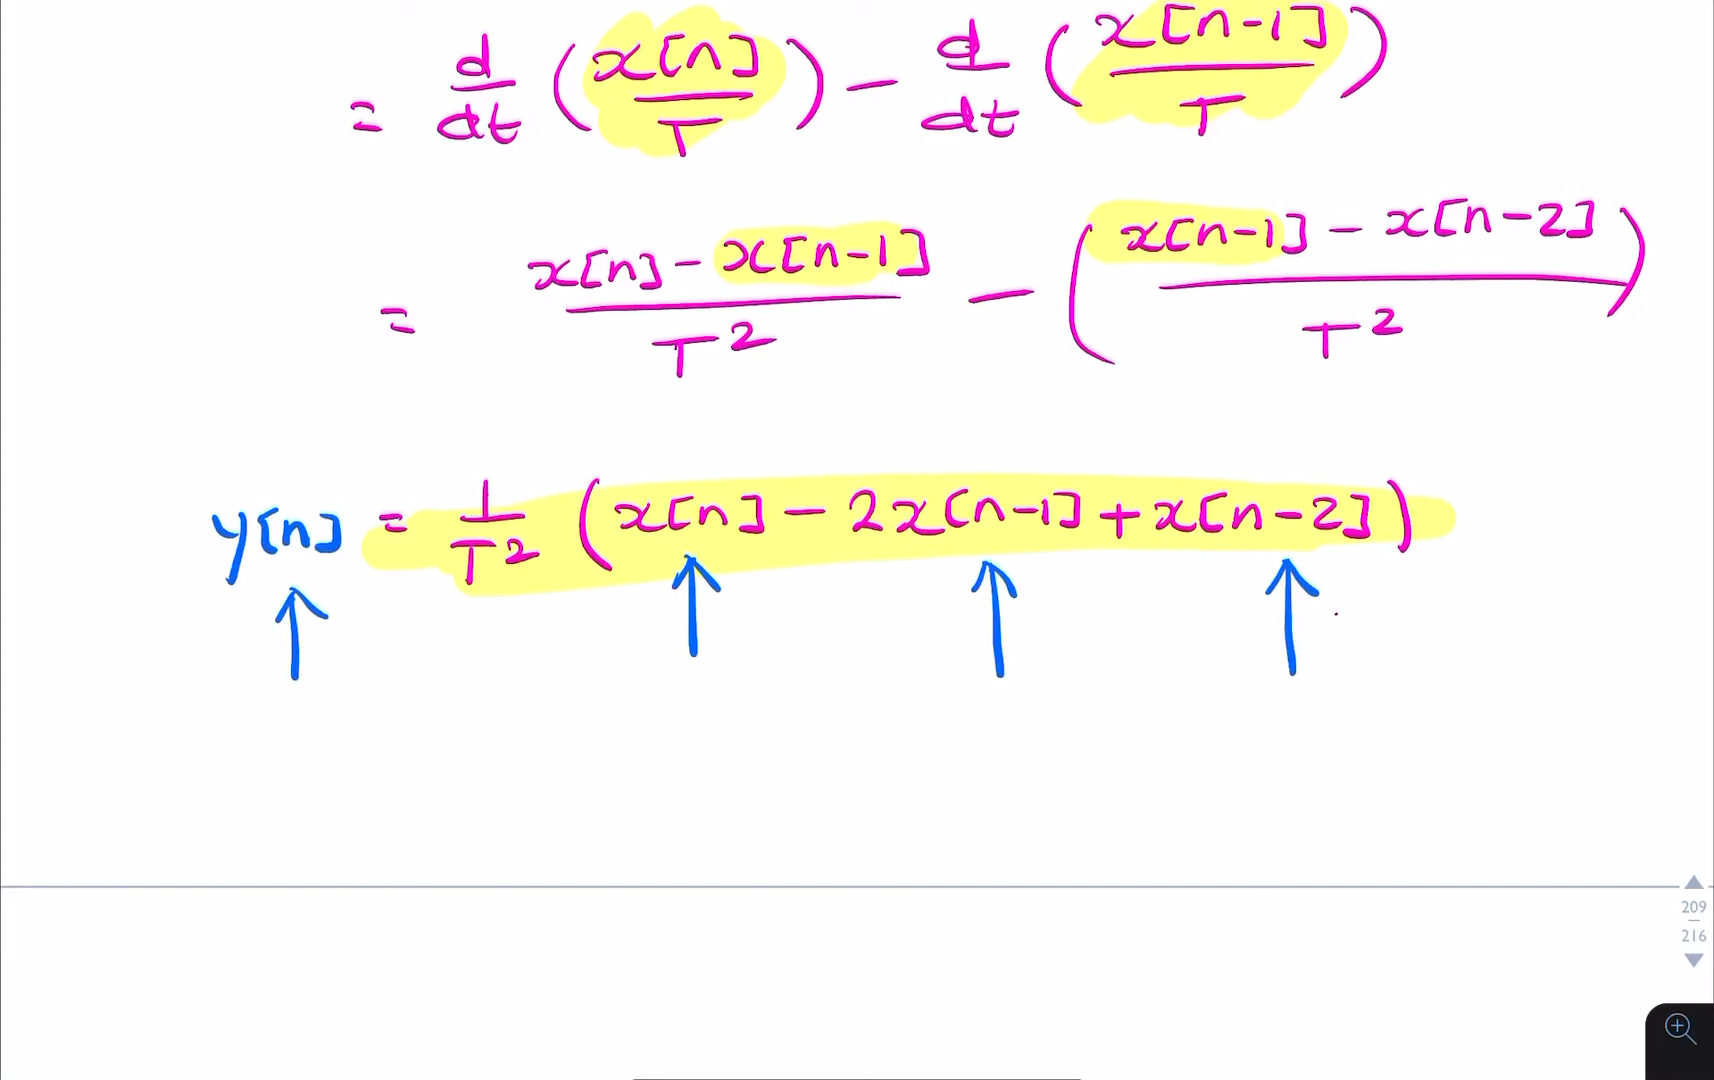 = d/dt (x[n]/T) - d/dt (x[n-1]/T)
= x[n] - x[n-1]/T² - (x[n-1] - x[n-2]/T²)
y[n] = 1/T² (x[n] - 2x[n-1] + x[n-2])
209
216